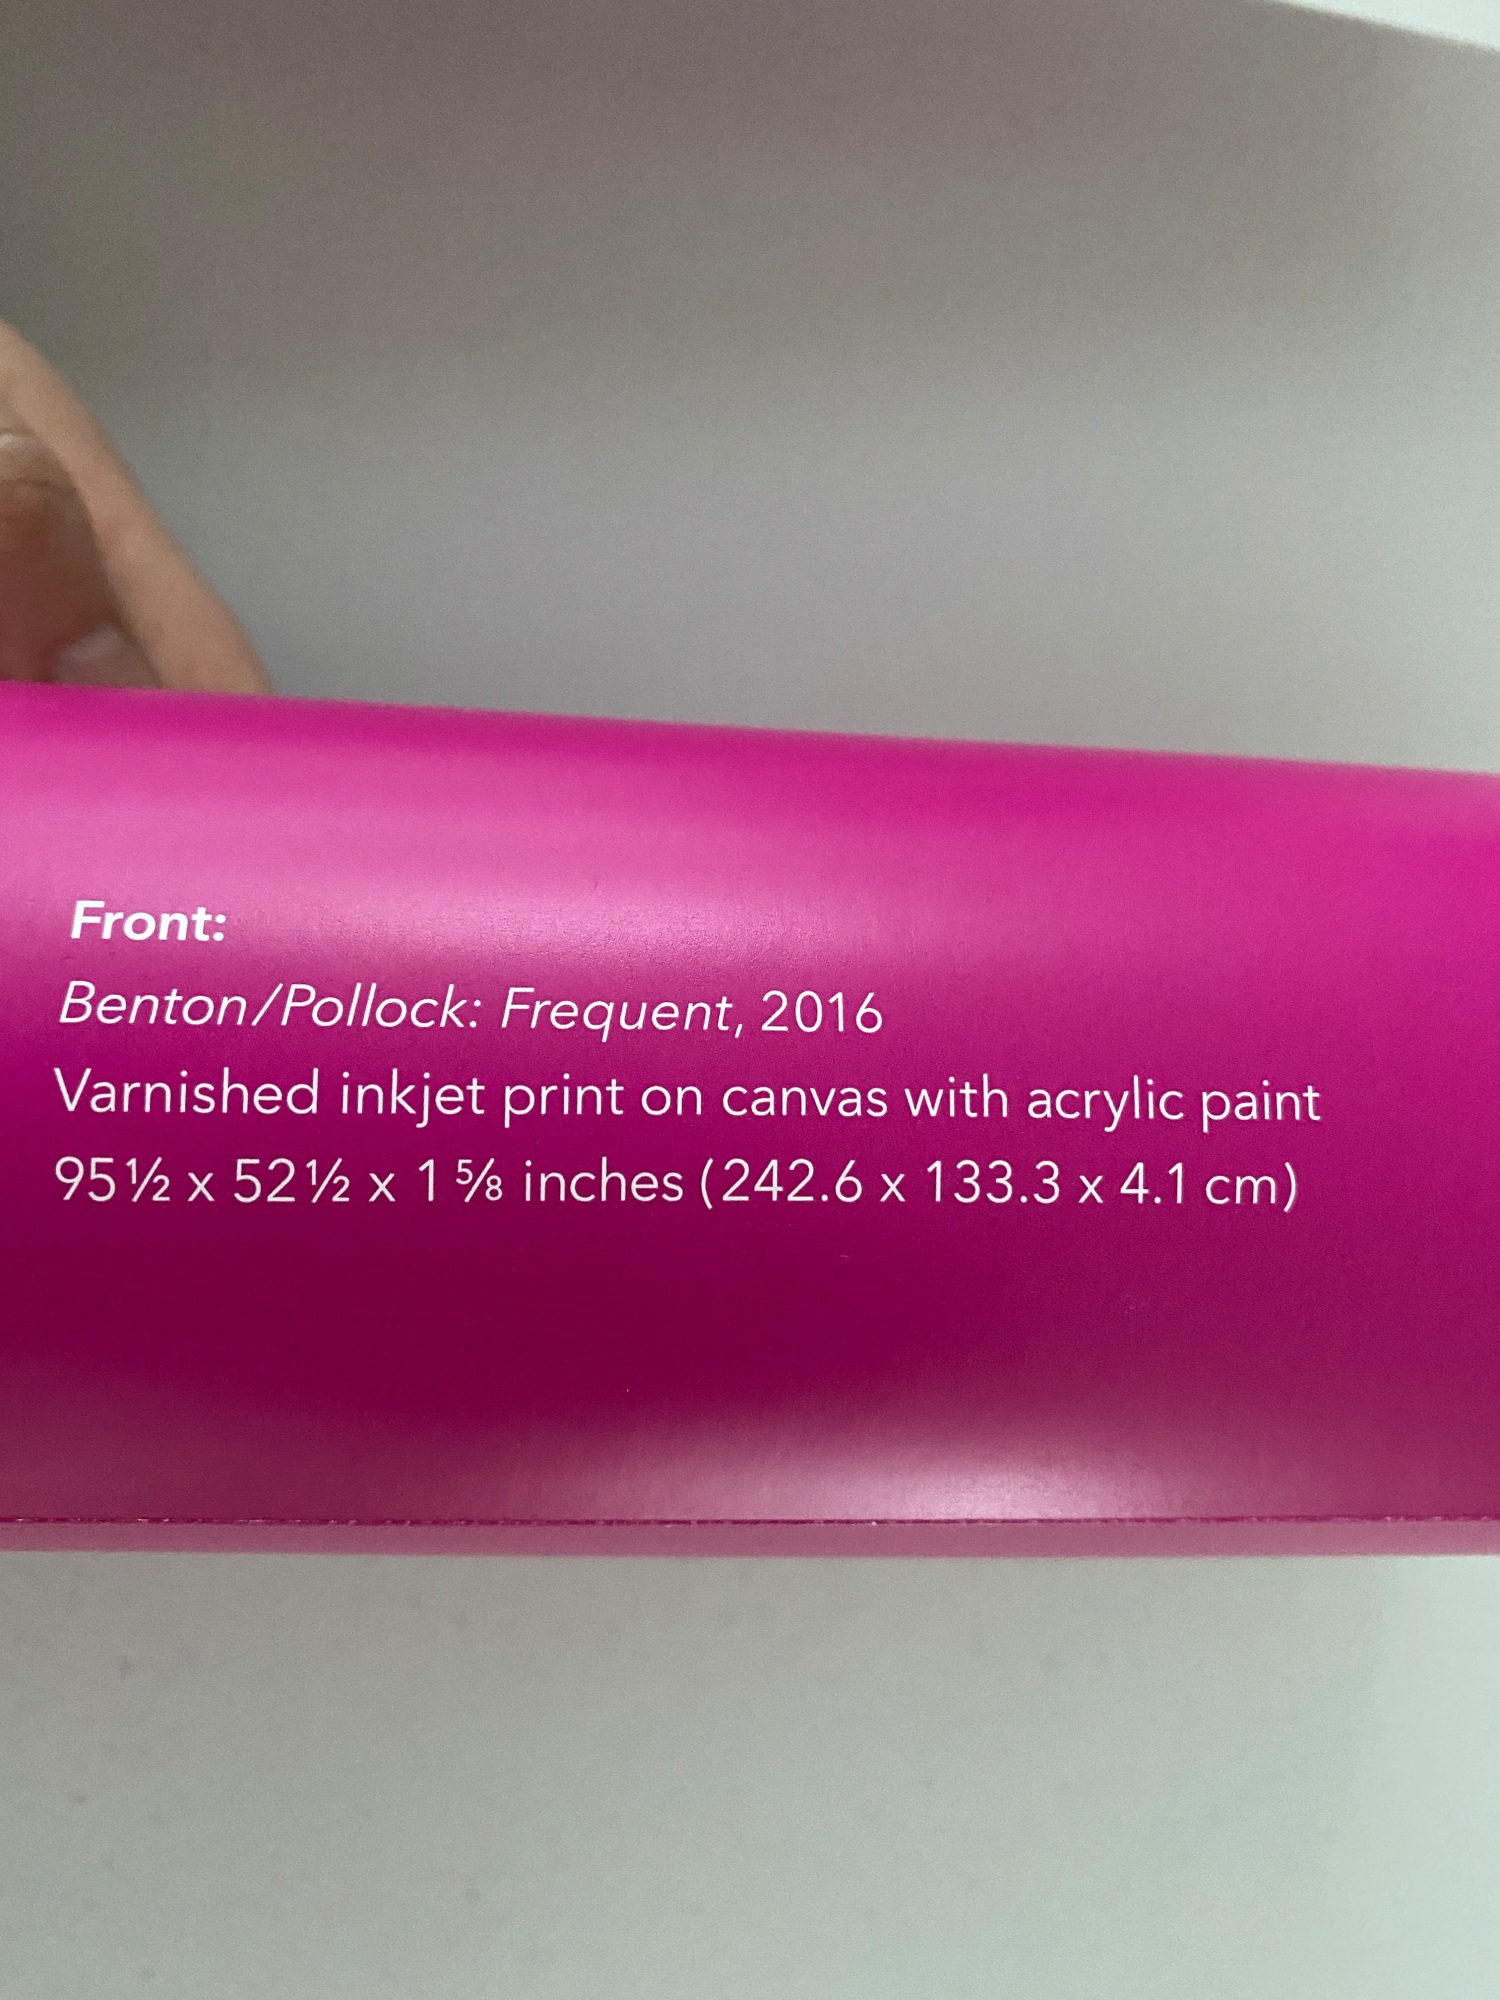 Front:
Benton/Pollock: Frequent, 2016
Varnished inkjet print on canvas with acrylic paint
95½ x 52½ x 1⅝ inches (242.6 x 133.3 x 4.1 cm)